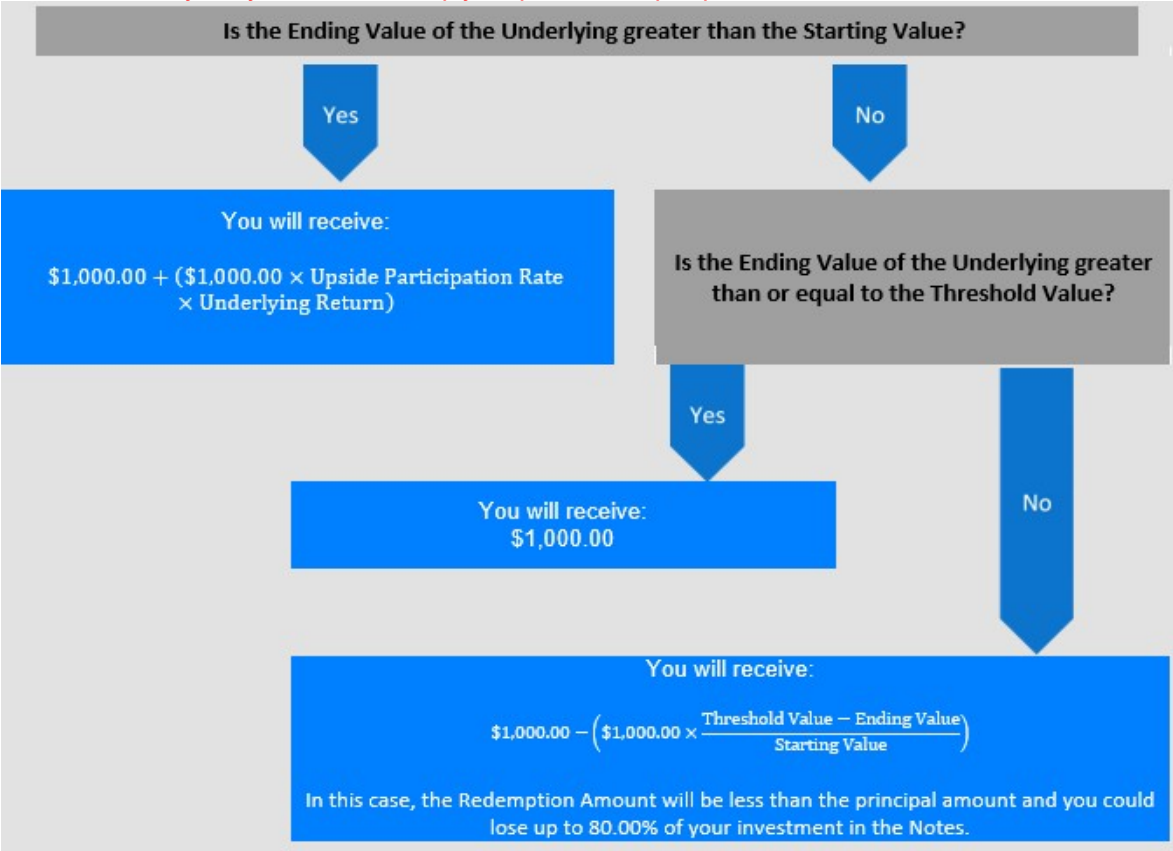 Is the Ending Value of the Underlying greater than the Starting Value?
Yes
No
You will receive:
$1,000.00 + ($1,000.00 × Upside Participation Rate
× Underlying Return)
Is the Ending Value of the Underlying greater
than or equal to the Threshold Value?
Yes
You will receive:
$1,000.00
No
You will receive:
$1,000.00 − ($1,000.00 × (Threshold Value − Ending Value) / Starting Value)
In this case, the Redemption Amount will be less than the principal amount and you could
lose up to 80.00% of your investment in the Notes.